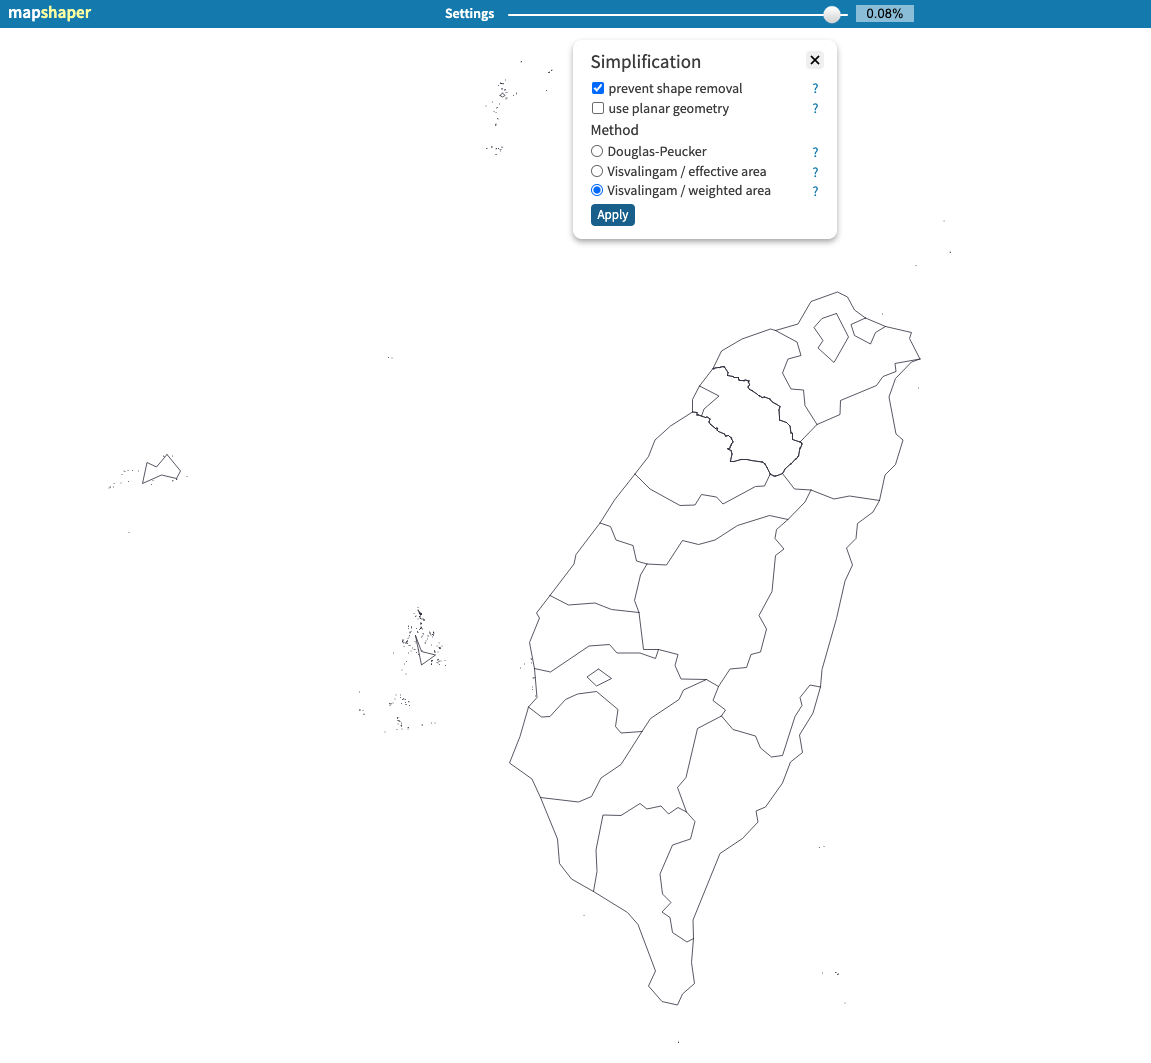 mapshaper
Settings 0.08%
Simplification
prevent shape removal ?
use planar geometry ?
Method
Douglas-Peucker ?
Visvalingam / effective area ?
Visvalingam / weighted area ?
Apply